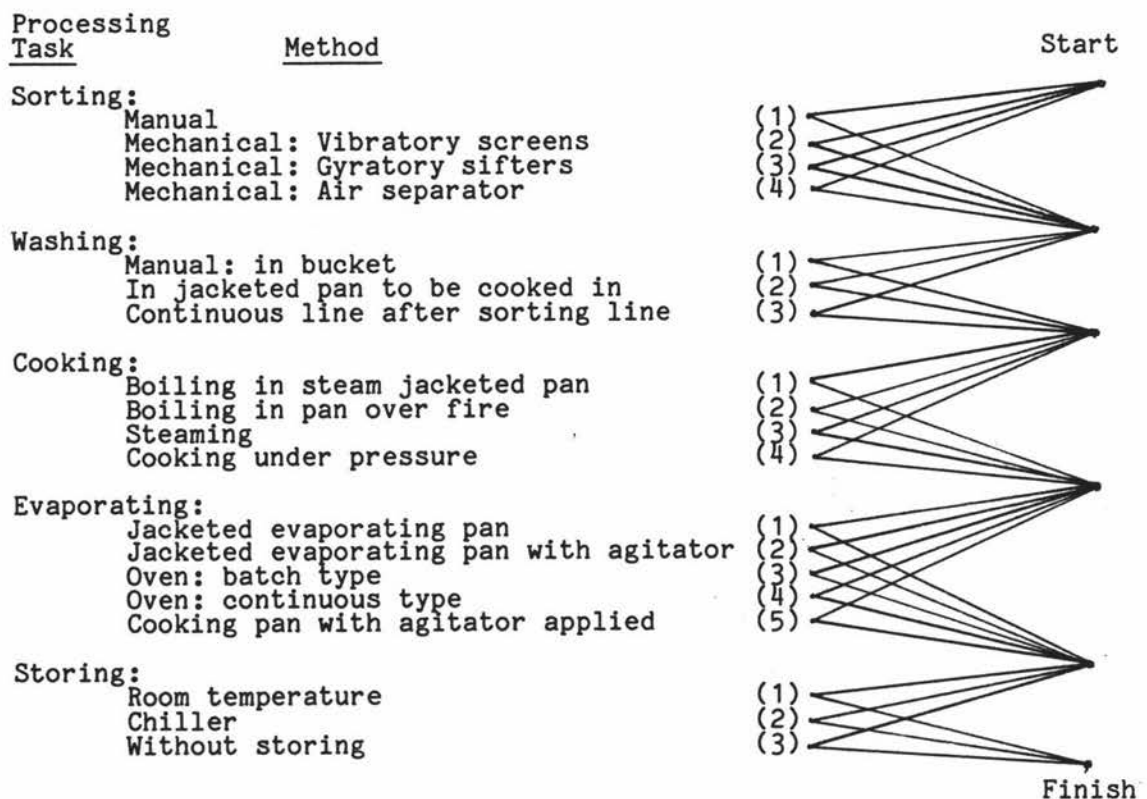 Processing
Task Method Start
Sorting:
Manual (1)
Mechanical: Vibratory screens (2)
Mechanical: Gyratory sifters (3)
Mechanical: Air separator (4)
Washing:
Manual: in bucket (1)
In jacketed pan to be cooked in (2)
Continuous line after sorting line (3)
Cooking:
Boiling in steam jacketed pan (1)
Boiling in pan over fire (2)
Steaming (3)
Cooking under pressure (4)
Evaporating:
Jacketed evaporating pan (1)
Jacketed evaporating pan with agitator (2)
Oven: batch type (3)
Oven: continuous type (4)
Cooking pan with agitator applied (5)
Storing:
Room temperature (1)
Chiller (2)
Without storing (3)
Finish